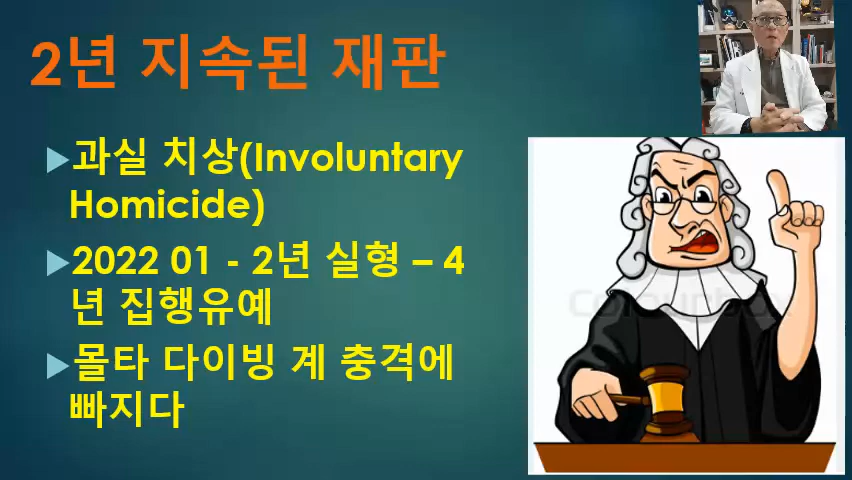 2년 지속된 재판
과실 치상(Involuntary
Homicide)
2022 01 - 2년 실형 – 4
년 집행유예
몰타 다이빙 계 충격에
빠지다